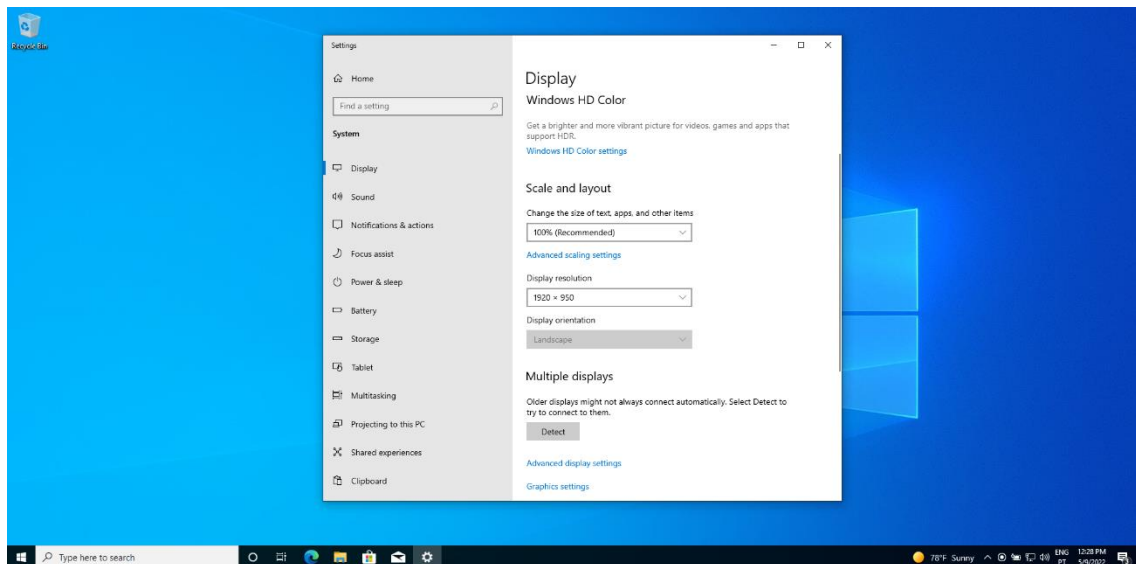 Recycle Bin
Settings
Home
Find a setting
System
Display
Sound
Notifications & actions
Focus assist
Power & sleep
Battery
Storage
Tablet
Multitasking
Projecting to this PC
Shared experiences
Clipboard
Display
Windows HD Color
Get a brighter and more vibrant picture for videos, games and apps that
support HDR.
Windows HD Color settings
Scale and layout
Change the size of text, apps, and other items
100% (Recommended)
Advanced scaling settings
Display resolution
1920 × 950
Display orientation
Landscape
Multiple displays
Older displays might not always connect automatically. Select Detect to
try to connect to them.
Detect
Advanced display settings
Graphics settings
Type here to search
78°F Sunny
ENG
PT
12:28 PM
5/9/2022